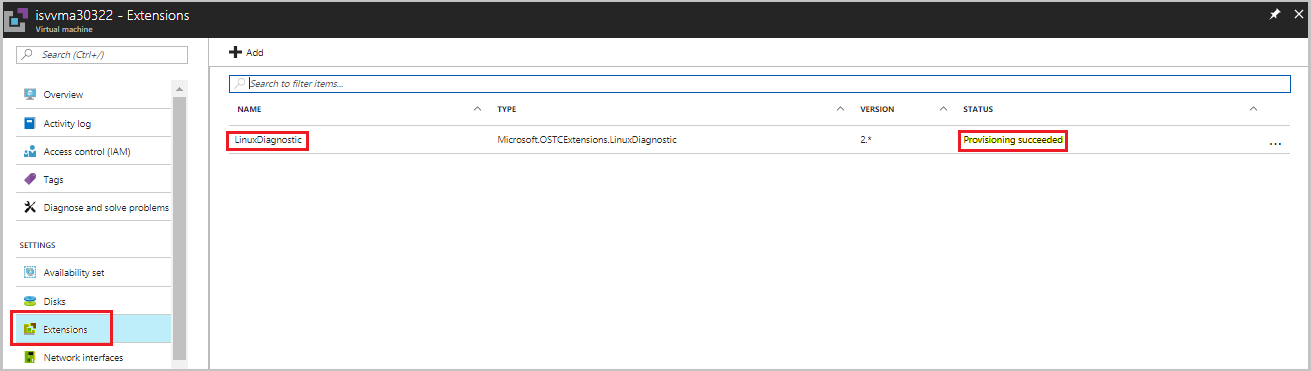 isvvma30322 - Extensions
Virtual machine
Search (Ctrl+/)
Overview
Activity log
Access control (IAM)
Tags
Diagnose and solve problems
SETTINGS
Availability set
Disks
Extensions
Network interfaces
Add
Search to filter items...
NAME TYPE VERSION STATUS
LinuxDiagnostic Microsoft.OSTCExtensions.LinuxDiagnostic 2.* Provisioning succeeded ...